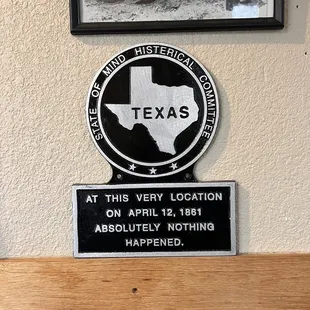 STATE OF MIND HISTERICAL COMMITTEE
TEXAS
AT THIS VERY LOCATION
ON APRIL 12, 1861
ABSOLUTELY NOTHING
HAPPENED.